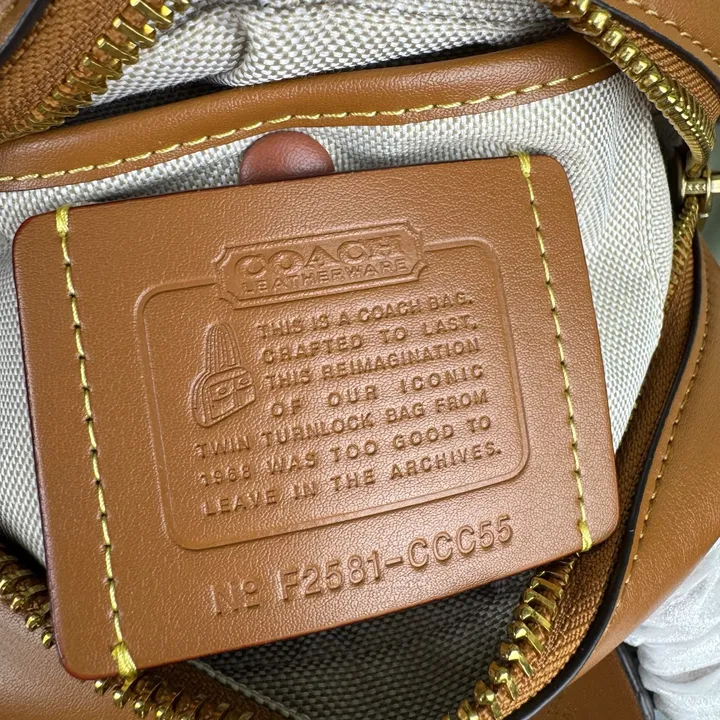 COACH
LEATHERWARE
THIS IS A COACH BAG.
CRAFTED TO LAST,
THIS REIMAGINATION
OF OUR ICONIC
TWIN TURNLOCK BAG FROM
1968 WAS TOO GOOD TO
LEAVE IN THE ARCHIVES.
Nº F2581-CCC55